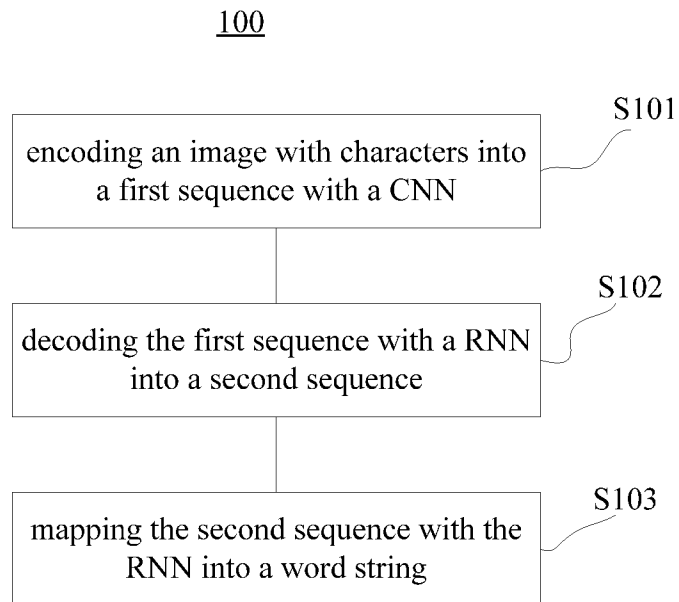 100
S101
encoding an image with characters into
a first sequence with a CNN
S102
decoding the first sequence with a RNN
into a second sequence
S103
mapping the second sequence with the
RNN into a word string